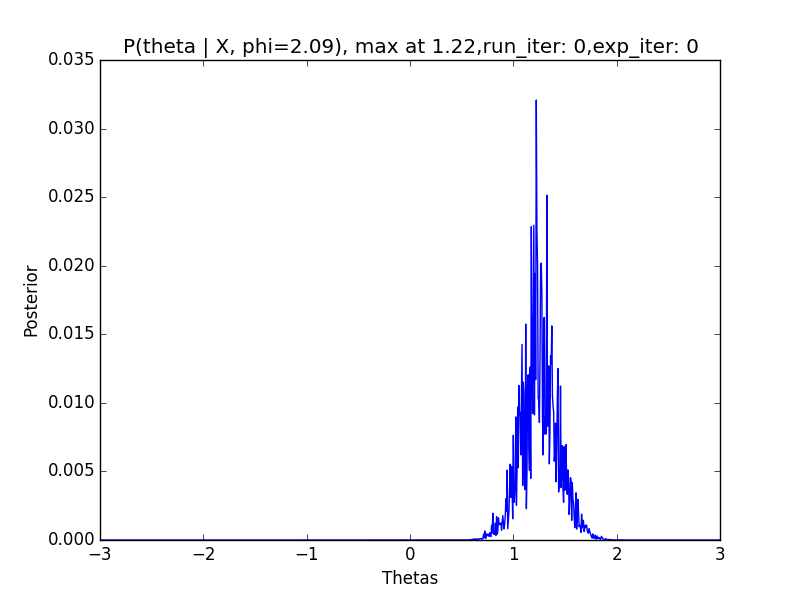 P(theta | X, phi=2.09), max at 1.22,run_iter: 0,exp_iter: 0
0.035
0.030
0.025
0.020
0.015
0.010
0.005
0.000
Posterior
−3 −2 −1 0 1 2 3
Thetas